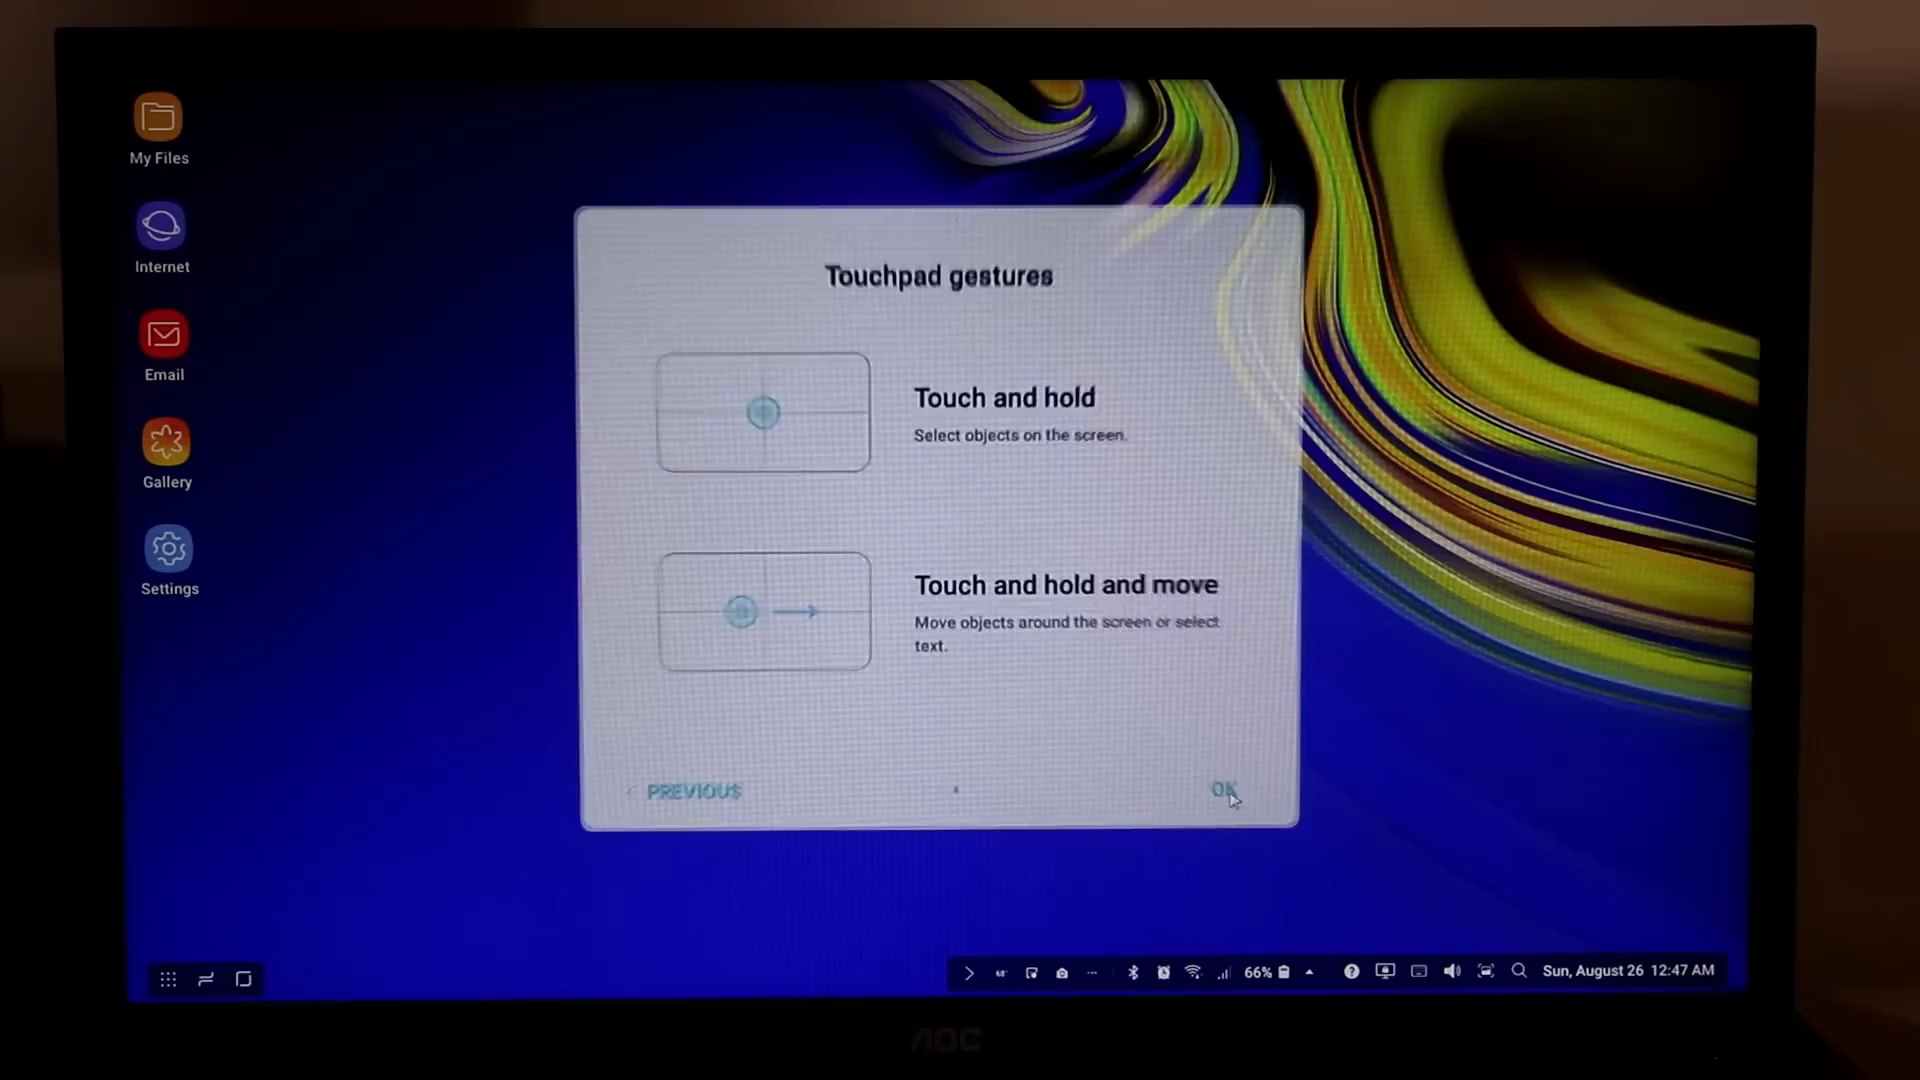 My Files
Internet
Email
Gallery
Settings
Touchpad gestures
Touch and hold
Select objects on the screen.
Touch and hold and move
Move objects around the screen or select
text.
PREVIOUS
OK
68°
66%
Sun, August 26 12:47 AM
AOC